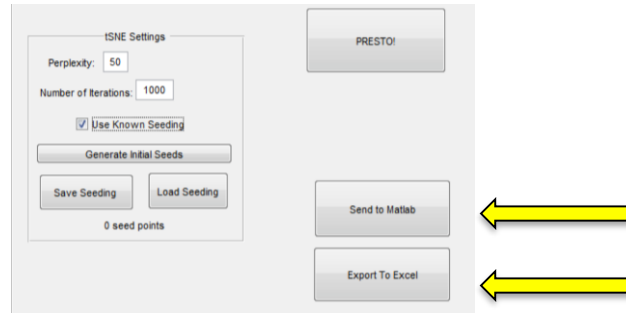 tSNE Settings
Perplexity: 50
Number of Iterations: 1000
Use Known Seeding
Generate Initial Seeds
Save Seeding
Load Seeding
0 seed points
PRESTO!
Send to Matlab
Export To Excel